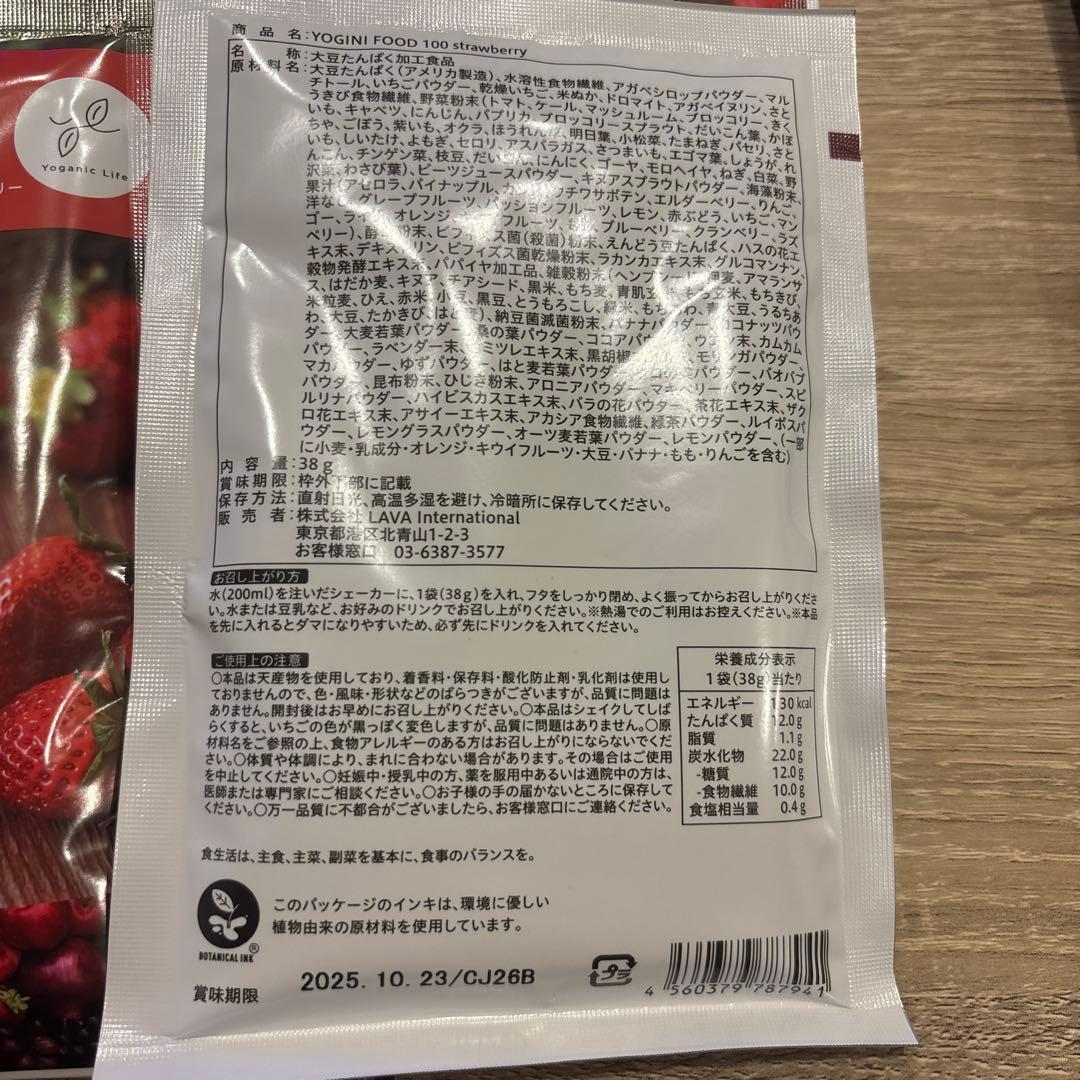 商品名:YOGINI FOOD 100 strawberry
名称:大豆たんぱく加工食品
原材料名:大豆たんぱく(アメリカ製造)、水溶性食物繊維、アガベシロップパウダー、マル
チトール、いちごパウダー、乾燥いちご、米ぬか、ドロマイト、アガベイヌリン、さと
うきび食物繊維、野菜粉末(トマト、ケール、マッシュルーム、ブロッコリー、きく
いも、キャベツ、にんじん、パプリカ、ブロッコリースプラウト、だいこん葉、かぼ
ちゃ、ごぼう、紫いも、オクラ、ほうれん草、明日葉、小松菜、たまねぎ、パセリ、さと
いも、しいたけ、よもぎ、セロリ、アスパラガス、さつまいも、エゴマ葉、しょうが、れ
んこん、チンゲン菜、枝豆、だいこん、にんにく、ゴーヤ、モロヘイヤ、ねぎ、白菜、野
沢菜、わさび葉)、ビーツジュースパウダー、キヌアスプラウトパウダー、海藻粉末、
果汁(アセロラ、パイナップル、カ ウチワサボテン、エルダーベリー、りんご、
洋なし、グレープフルーツ、パッションフルーツ、レモン、赤ぶどう、いちご、マン
ゴー、ライム、オレンジ、 フルーツ、もも、ブルーベリー、クランベリー、ラズ
ベリー)、 粉末、ビフィズス菌(殺菌)粉末、えんどう豆たんぱく、ハスの花エ
キス末、デキストリン、ビフィズス菌乾燥粉末、ラカンカエキス末、グルコマンナン、
穀物発酵エキス末、パパイヤ加工品、雑穀粉末(ヘンプシード、 麦、アマランサ
ス、はだか麦、キヌア、チアシード、黒米、もち麦、青肌玄米、もち玄米、もちきび、
米粒麦、ひえ、赤米、小豆、黒豆、とうもろこし、緑米、もちあわ、青大豆、うるちあ
わ、大豆、たかきび、はと麦)、納豆菌滅菌粉末、バナナパウダー、ココナッツパウ
ダー、大麦若葉パウダー、桑の葉パウダー、ココアパウダー、ウコン末、カムカム
パウダー、ラベンダー末、カミツレエキス末、黒胡椒 、モリンガパウダー、
マカパウダー、ゆずパウダー、はと麦若葉パウダー、 パウダー、バオバブ
パウダー、昆布粉末、ひじき粉末、アロニアパウダー、マキベリーパウダー、スピ
ルリナパウダー、ハイビスカスエキス末、バラの花パウダー、茶花エキス末、ザク
ロ花エキス末、アサイーエキス末、アカシア食物繊維、緑茶パウダー、ルイボスパ
ウダー、レモングラスパウダー、オーツ麦若葉パウダー、レモンパウダー、(一部
に小麦・乳成分・オレンジ・キウイフルーツ・大豆・バナナ・もも・りんごを含む)
内容量:38g
賞味期限:枠外下部に記載
保存方法:直射日光、高温多湿を避け、冷暗所に保存してください。
販売者:株式会社 LAVA International
東京都港区北青山1-2-3
お客様窓口 03-6387-3577
お召し上がり方
水(200ml)を注いだシェーカーに、1袋(38g)を入れ、フタをしっかり閉め、よく振ってからお召し上がりくださ
い。水または豆乳など、お好みのドリンクでお召し上がりください。※熱湯でのご利用はお控えください。※本品
を先に入れるとダマになりやすいため、必ず先にドリンクを入れてください。
ご使用上の注意
○本品は天産物を使用しており、着香料・保存料・酸化防止剤・乳化剤は使用し
ておりませんので、色・風味・形状などのばらつきがございますが、品質に問題は
ありません。開封後はお早めにお召し上がりください。○本品はシェイクしてしば
らくすると、いちごの色が黒っぽく変色しますが、品質に問題はありません。○原
材料名をご参照の上、食物アレルギーのある方はお召し上がりにならないでくだ
さい。○体質や体調により、まれに合わない場合があります。その場合はご使用
を中止してください。○妊娠中・授乳中の方、薬を服用中あるいは通院中の方は、
医師または専門家にご相談ください。○お子様の手の届かないところに保存して
ください。○万一品質に不都合がございましたら、お客様窓口にご連絡ください。
栄養成分表示
1袋(38g)当たり
エネルギー 130kcal
たんぱく質 12.0g
脂質 1.1g
炭水化物 22.0g
-糖質 12.0g
-食物繊維 10.0g
食塩相当量 0.4g
食生活は、主食、主菜、副菜を基本に、食事のバランスを。
このパッケージのインキは、環境に優しい
植物由来の原材料を使用しています。
BOTANICAL INK®
賞味期限 2025. 10. 23/CJ26B
プラ
4 560379 787941
Yoganic Life
リー